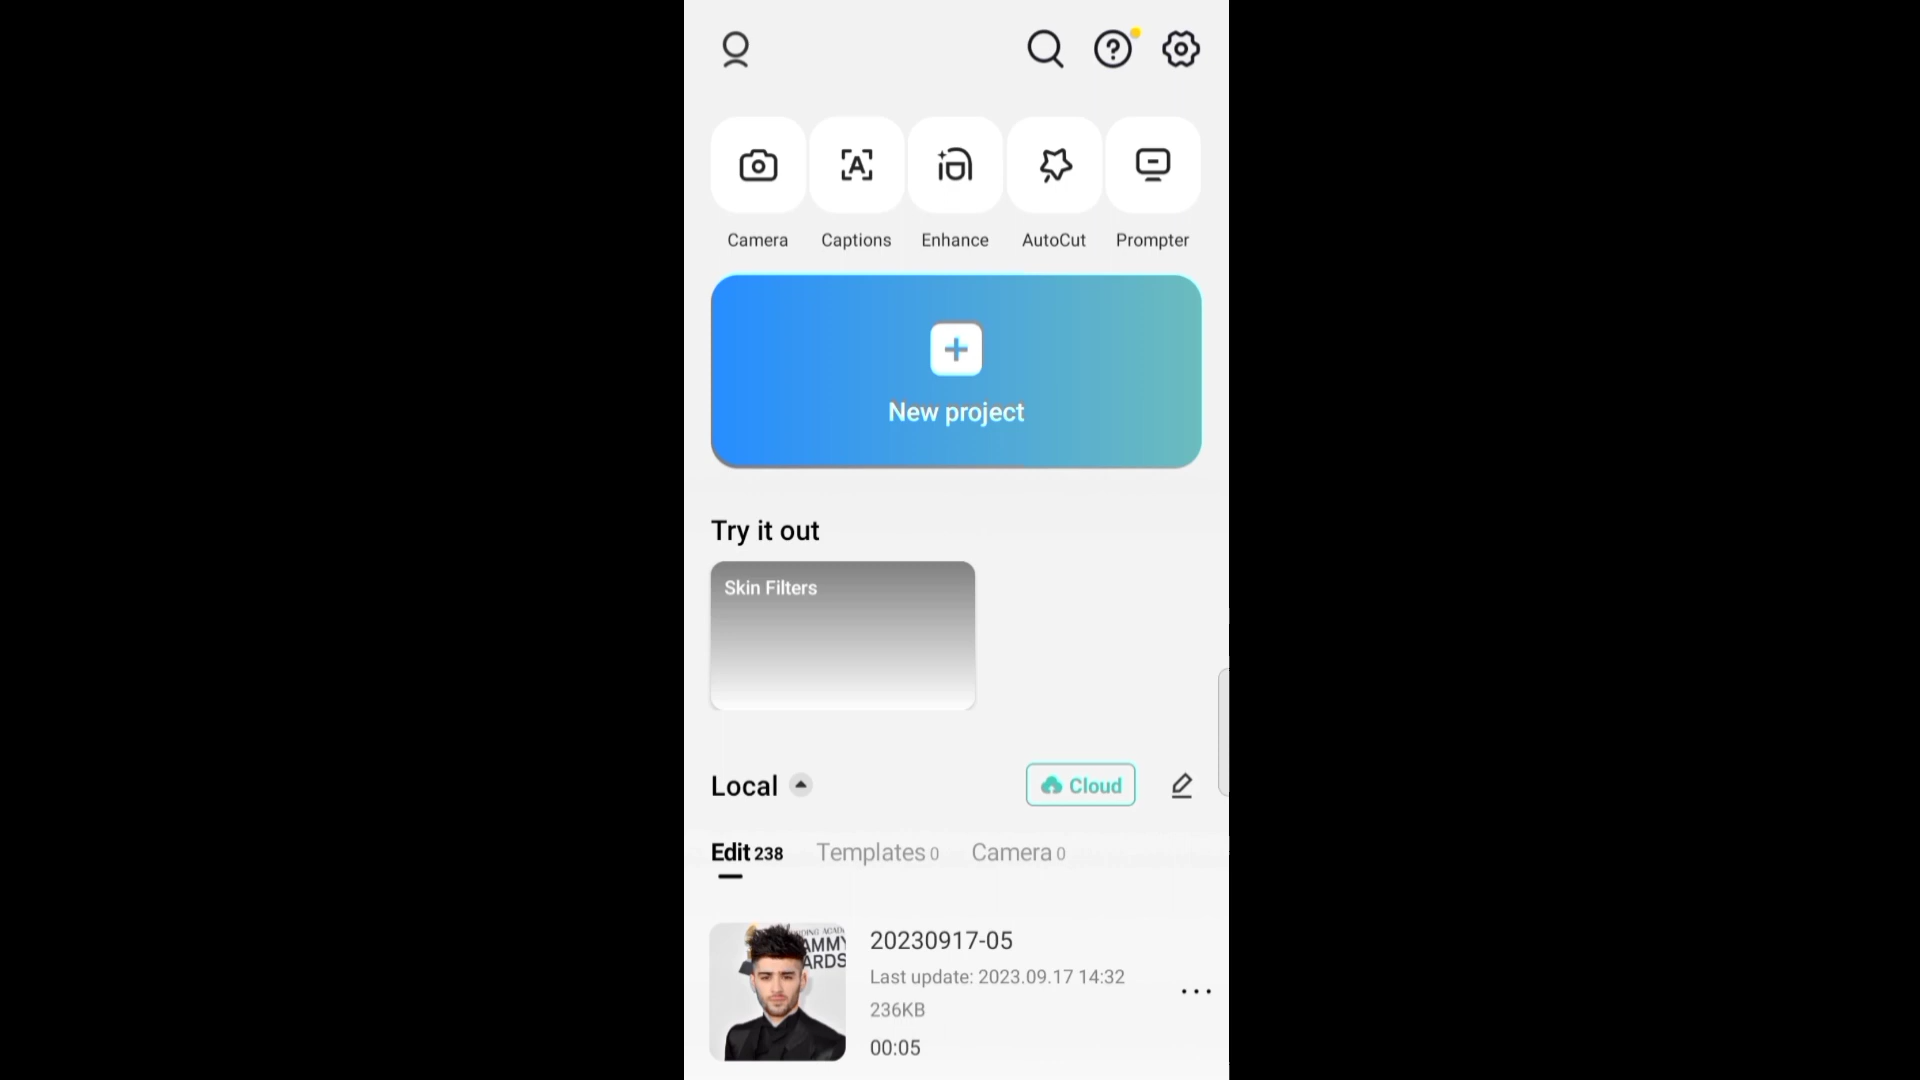 Camera Captions Enhance AutoCut Prompter
New project
Try it out
Skin Filters
Local
Cloud
Edit 238 Templates 0 Camera 0
20230917-05
Last update: 2023.09.17 14:32
236KB
00:05